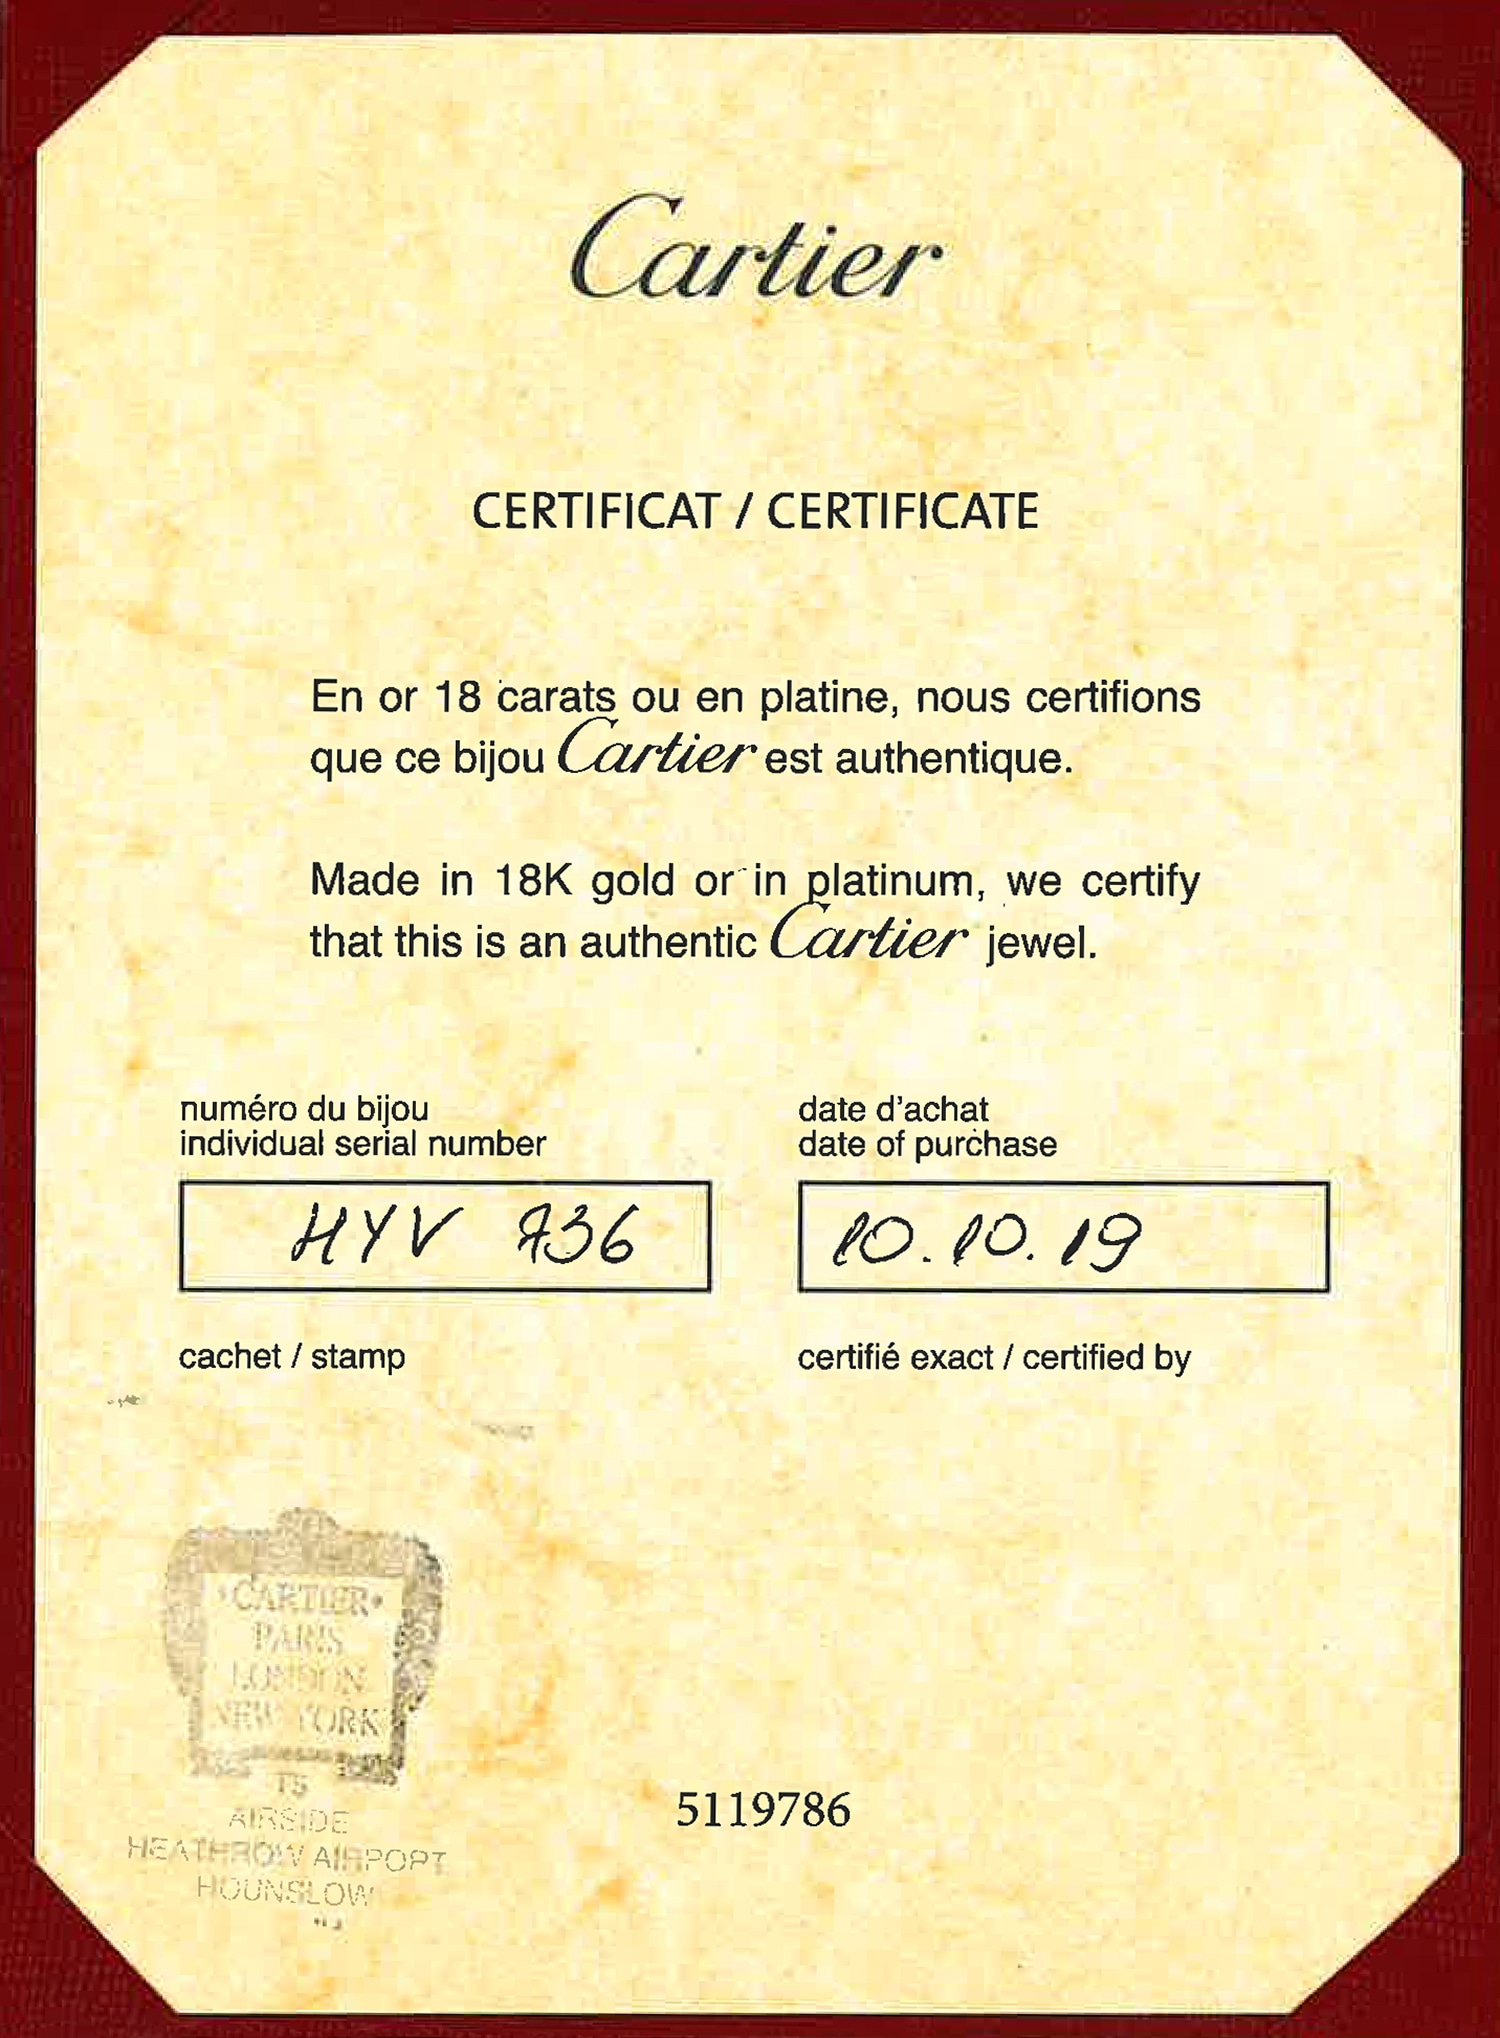 Cartier
CERTIFICAT / CERTIFICATE
En or 18 carats ou en platine, nous certifions
que ce bijou Cartier est authentique.
Made in 18K gold or in platinum, we certify
that this is an authentic Cartier jewel.
numéro du bijou
individual serial number
HYV 736
date d'achat
date of purchase
10.10.19
cachet / stamp
certifié exact / certified by
CARTIER
PARIS
LONDON
NEW YORK
T5
AIRSIDE
HEATHROW AIRPORT
HOUNSLOW
5119786